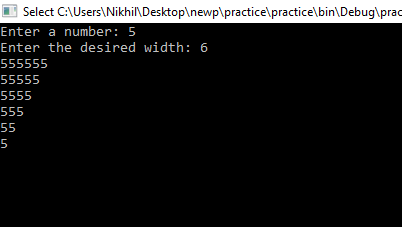 Select C:\Users\Nikhil\Desktop\newp\practice\practice\bin\Debug\prac
Enter a number: 5
Enter the desired width: 6
555555
55555
5555
555
55
5